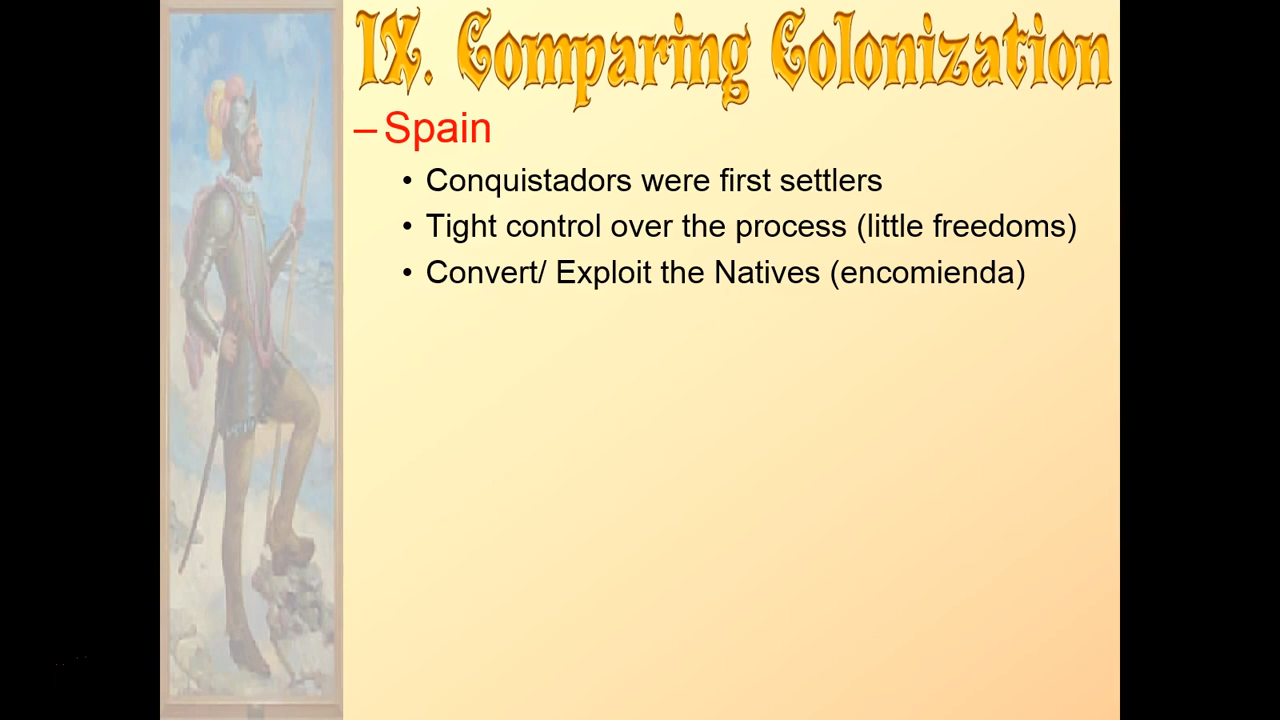 IX. Comparing Colonization
– Spain
• Conquistadors were first settlers
• Tight control over the process (little freedoms)
• Convert/ Exploit the Natives (encomienda)